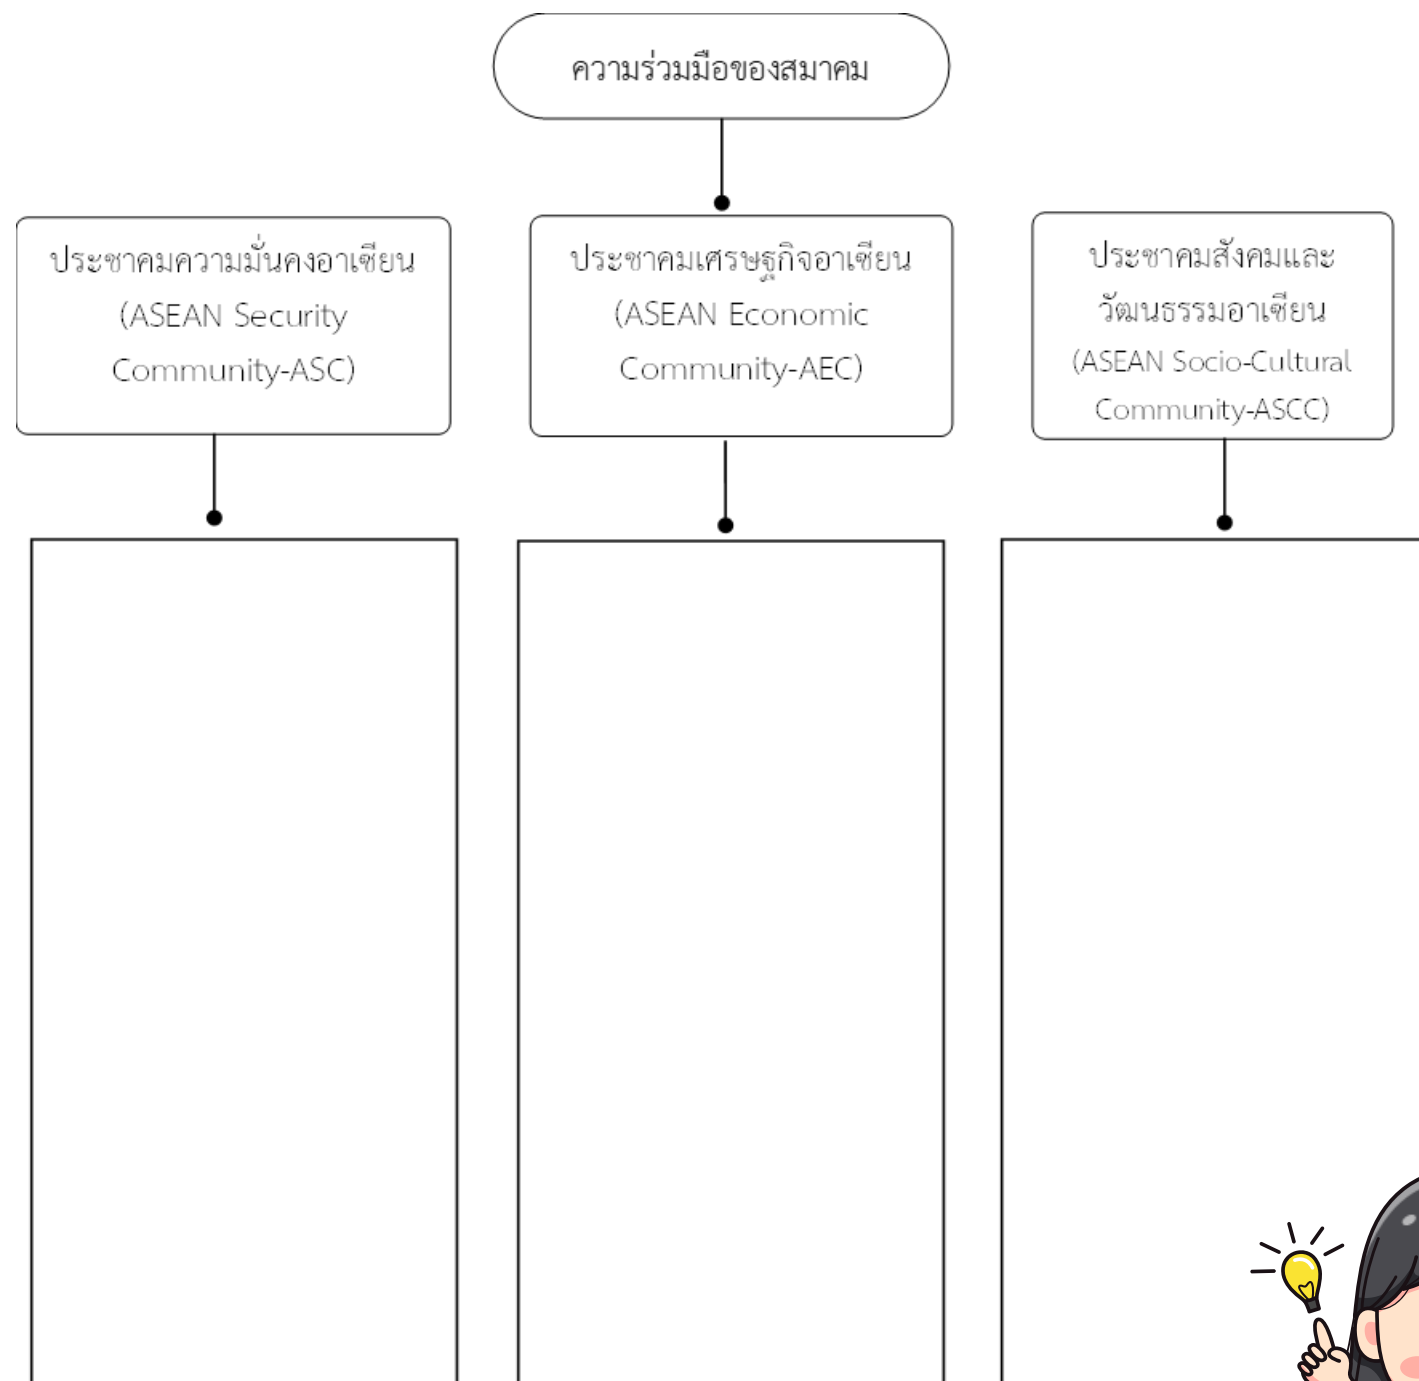 ความร่วมมือของสมาคม
ประชาคมความมั่นคงอาเซียน
(ASEAN Security
Community-ASC)
ประชาคมเศรษฐกิจอาเซียน
(ASEAN Economic
Community-AEC)
ประชาคมสังคมและ
วัฒนธรรมอาเซียน
(ASEAN Socio-Cultural
Community-ASCC)